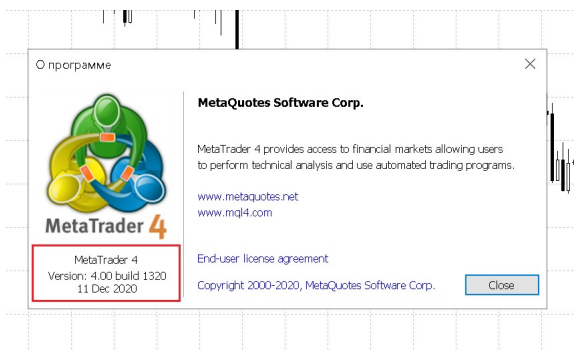 О программе
MetaQuotes Software Corp.
MetaTrader 4 provides access to financial markets allowing users
to perform technical analysis and use automated trading programs.
www.metaquotes.net
www.mql4.com
MetaTrader 4
MetaTrader 4
Version: 4.00 build 1320
11 Dec 2020
End-user license agreement
Copyright 2000-2020, MetaQuotes Software Corp.
Close